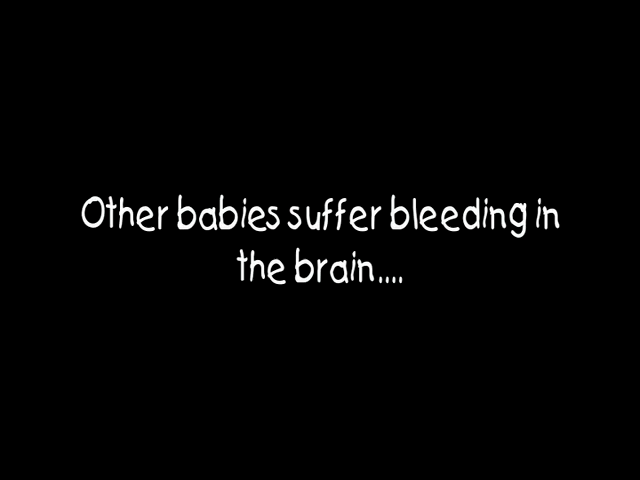 Other babies suffer bleeding in
the brain....